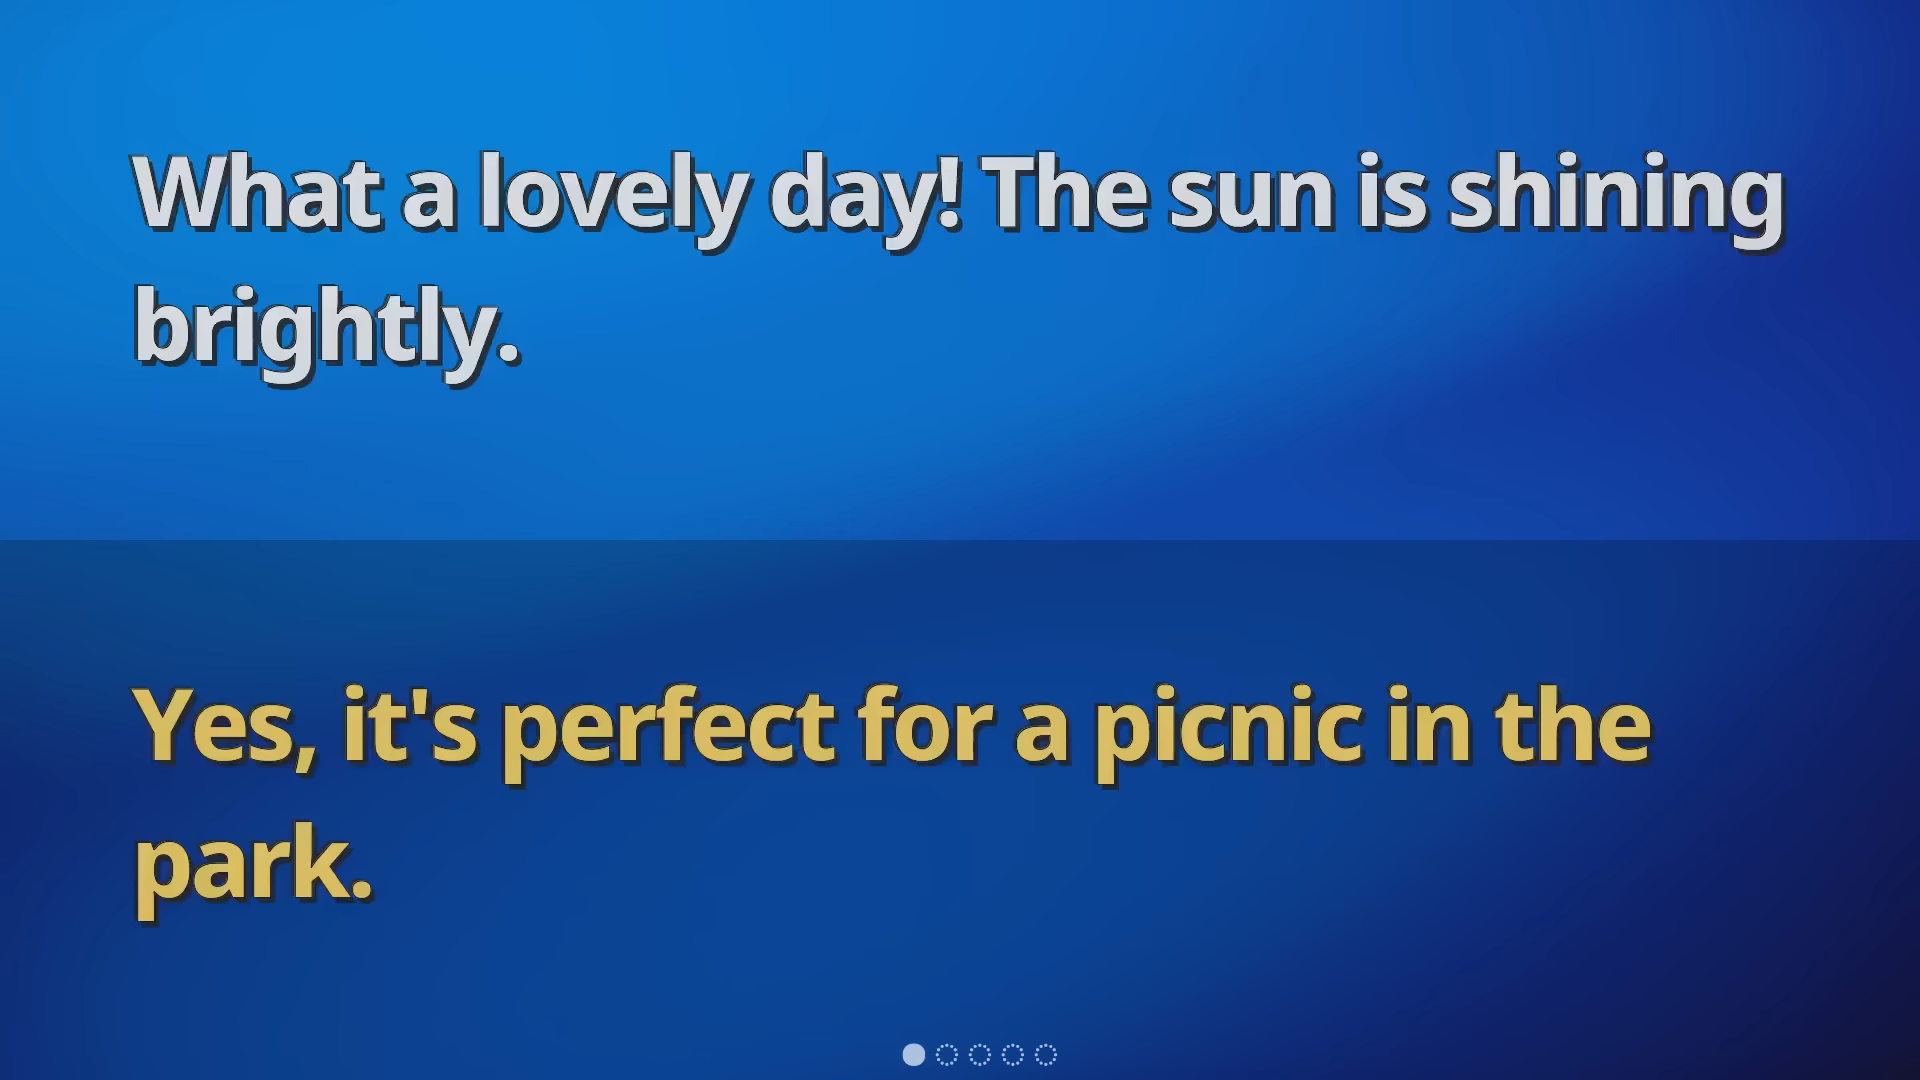 What a lovely day! The sun is shining
brightly.
Yes, it's perfect for a picnic in the
park.